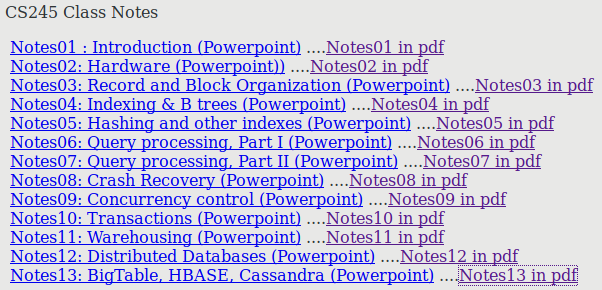 CS245 Class Notes
Notes01 : Introduction (Powerpoint) ....Notes01 in pdf
Notes02: Hardware (Powerpoint)) ....Notes02 in pdf
Notes03: Record and Block Organization (Powerpoint) ....Notes03 in pdf
Notes04: Indexing & B trees (Powerpoint) ....Notes04 in pdf
Notes05: Hashing and other indexes (Powerpoint) ....Notes05 in pdf
Notes06: Query processing, Part I (Powerpoint) ....Notes06 in pdf
Notes07: Query processing, Part II (Powerpoint) ....Notes07 in pdf
Notes08: Crash Recovery (Powerpoint) ....Notes08 in pdf
Notes09: Concurrency control (Powerpoint) ....Notes09 in pdf
Notes10: Transactions (Powerpoint) ....Notes10 in pdf
Notes11: Warehousing (Powerpoint) ....Notes11 in pdf
Notes12: Distributed Databases (Powerpoint) ....Notes12 in pdf
Notes13: BigTable, HBASE, Cassandra (Powerpoint) ....Notes13 in pdf